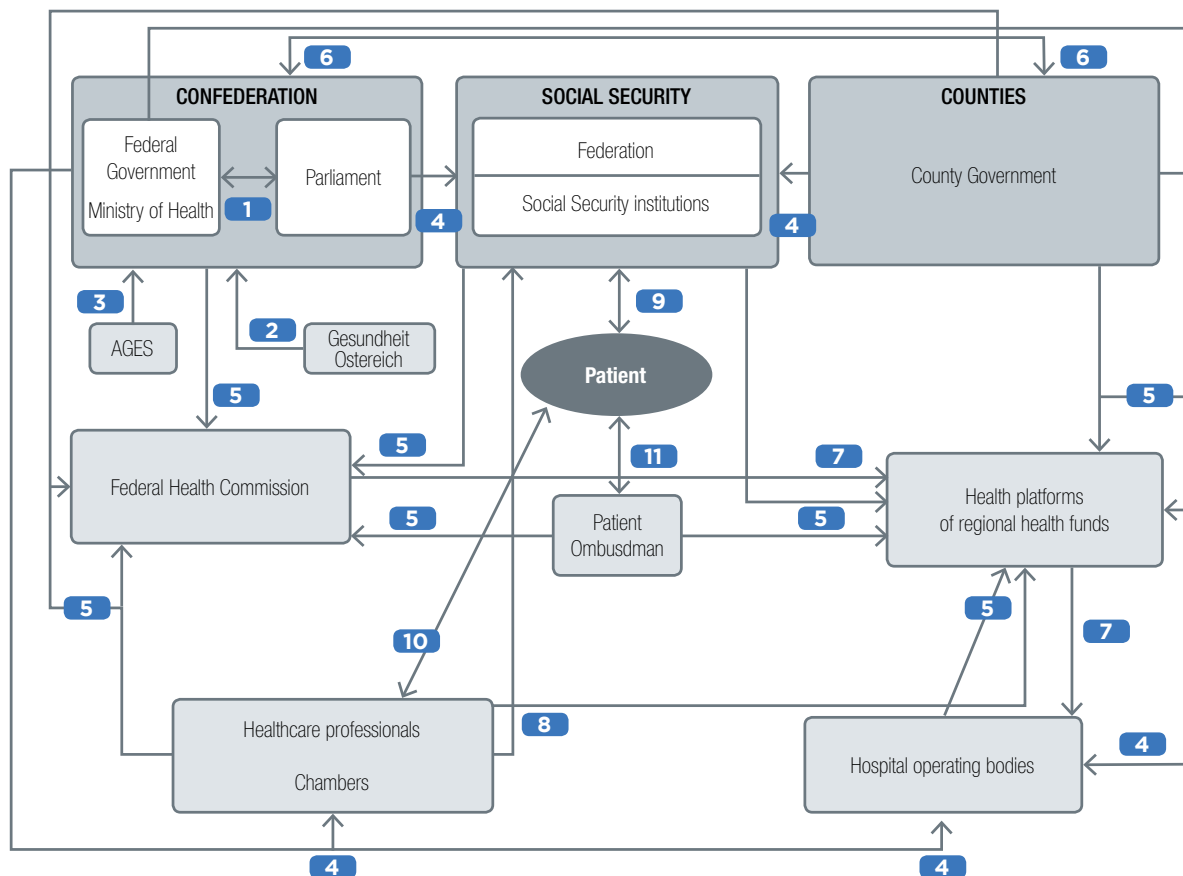 6
6
CONFEDERATION
SOCIAL SECURITY
COUNTIES
Federal
Government
Ministry of Health
1
Parliament
4
Federation
Social Security institutions
4
County Government
3
AGES
2
Gesundheit
Ostereich
9
Patient
5
5
5
11
7
Federal Health Commission
5
Patient
Ombusdman
5
Health platforms
of regional health funds
5
10
5
7
Healthcare professionals
Chambers
8
Hospital operating bodies
4
4
4